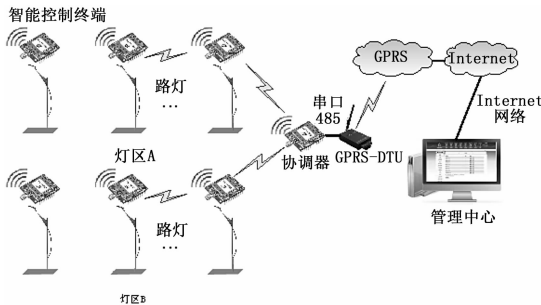 智能控制终端
路灯
...
灯区A
路灯
...
灯区B
协调器
串口
485
GPRS-DTU
GPRS
Internet
Internet
网络
管理中心